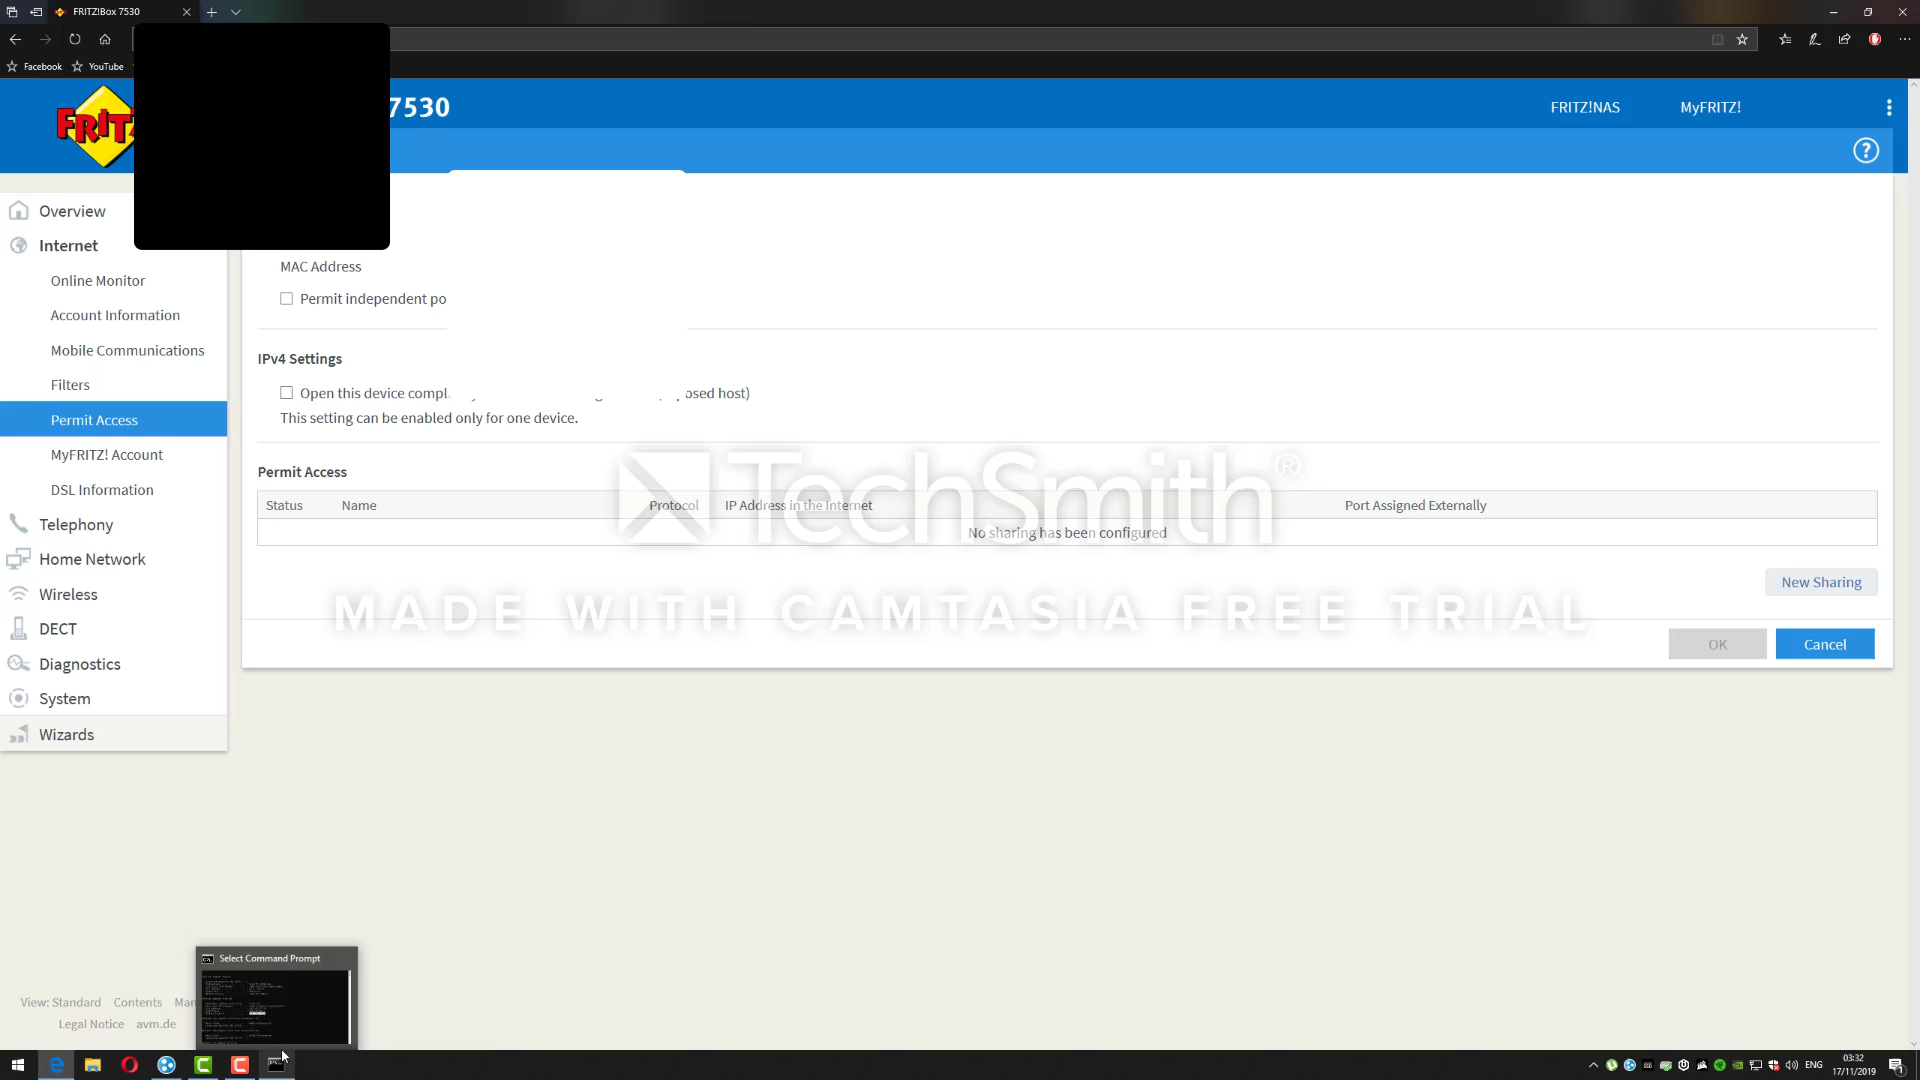 FRITZ!Box 7530
Facebook
YouTube
FRITZ
7530
FRITZ!NAS
MyFRITZ!
Overview
Internet
Online Monitor
Account Information
Mobile Communications
Filters
Permit Access
MyFRITZ! Account
DSL Information
Telephony
Home Network
Wireless
DECT
Diagnostics
System
Wizards
MAC Address
Permit independent po
IPv4 Settings
Open this device compl posed host)
This setting can be enabled only for one device.
Permit Access
Status Name Protocol IP Address in the Internet Port Assigned Externally
No sharing has been configured
New Sharing
TechSmith®
MADE WITH CAMTASIA FREE TRIAL
OK
Cancel
Select Command Prompt
View: Standard Contents Man
Legal Notice avm.de
ENG
03:32
17/11/2019